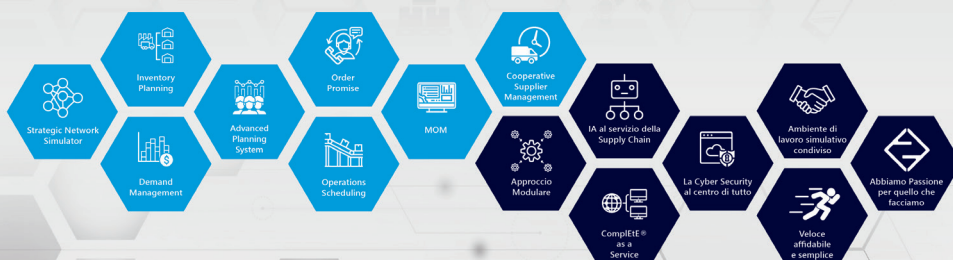 Strategic Network
Simulator
Inventory
Planning
Demand
Management
Advanced
Planning
System
Order
Promise
Operations
Scheduling
MOM
Cooperative
Supplier
Management
Approccio
Modulare
IA al servizio della
Supply Chain
ComplEtE®
as a
Service
La Cyber Security
al centro di tutto
Ambiente di
lavoro simulativo
condiviso
Veloce
affidabile
e semplice
Abbiamo Passione
per quello che
facciamo